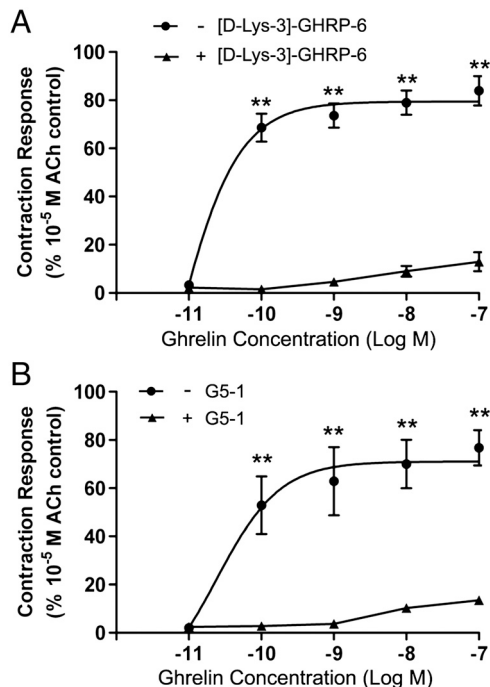 A
- [D-Lys-3]-GHRP-6
+ [D-Lys-3]-GHRP-6
Contraction Response
(% 10-5 M ACh control)
100
80
60
40
20
0
** ** ** **
-11 -10 -9 -8 -7
Ghrelin Concentration (Log M)
B
- G5-1
+ G5-1
Contraction Response
(% 10-5 M ACh control)
100
80
60
40
20
0
** ** ** **
-11 -10 -9 -8 -7
Ghrelin Concentration (Log M)